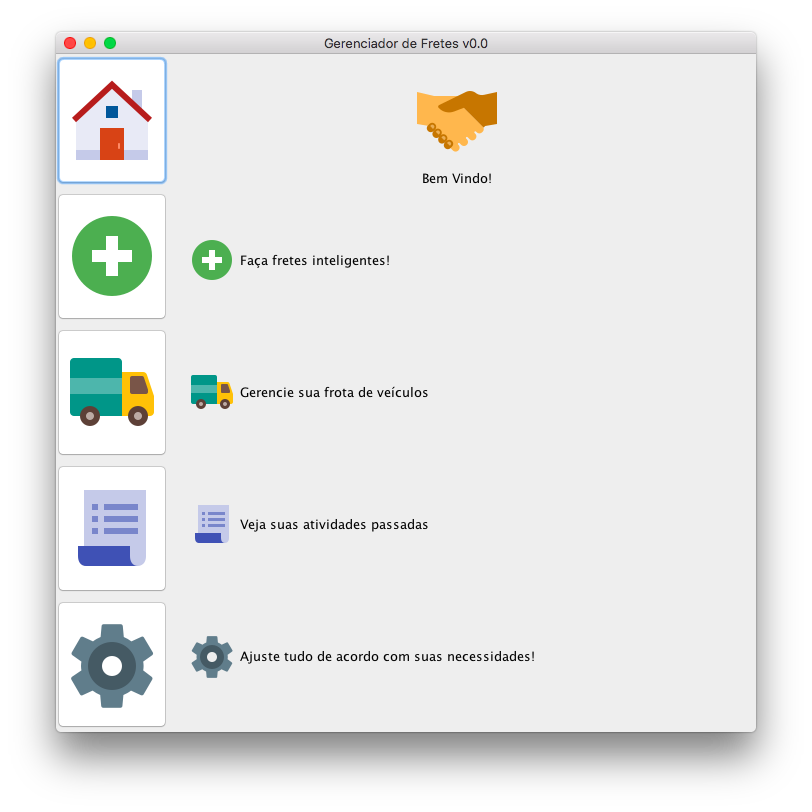 Gerenciador de Fretes v0.0
Bem Vindo!
Faça fretes inteligentes!
Gerencie sua frota de veículos
Veja suas atividades passadas
Ajuste tudo de acordo com suas necessidades!